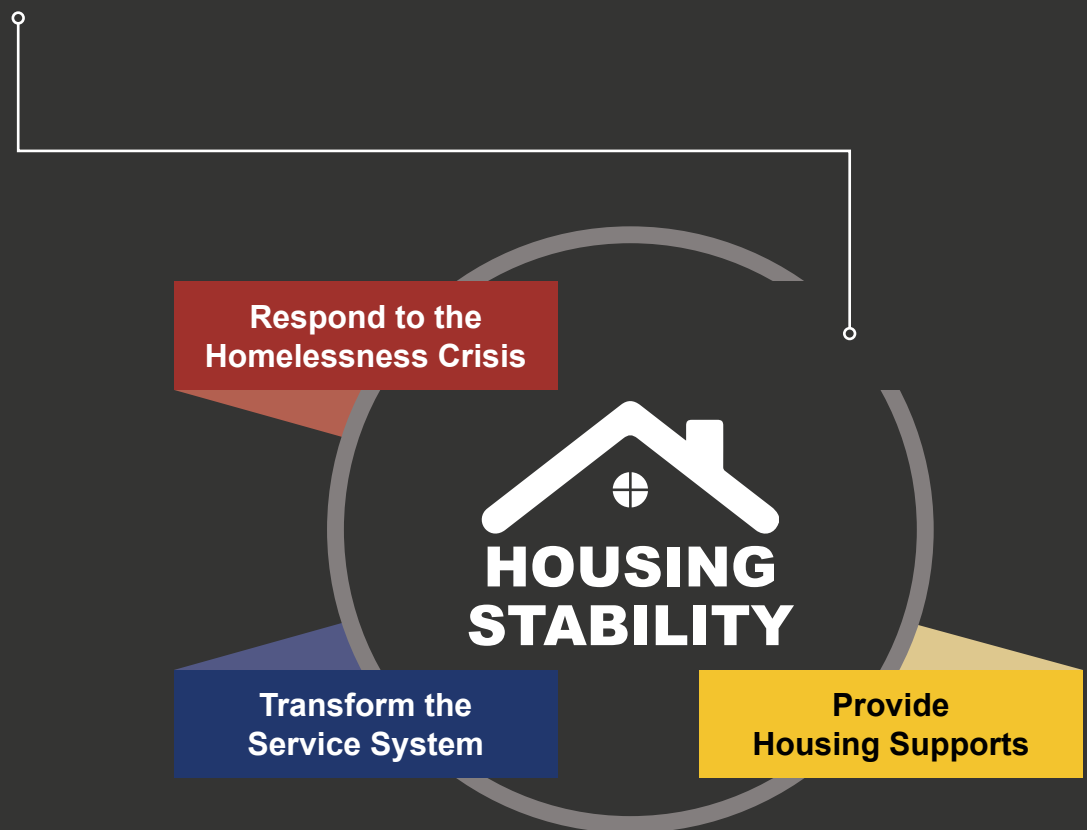 Respond to the
Homelessness Crisis
HOUSING
STABILITY
Transform the
Service System
Provide
Housing Supports